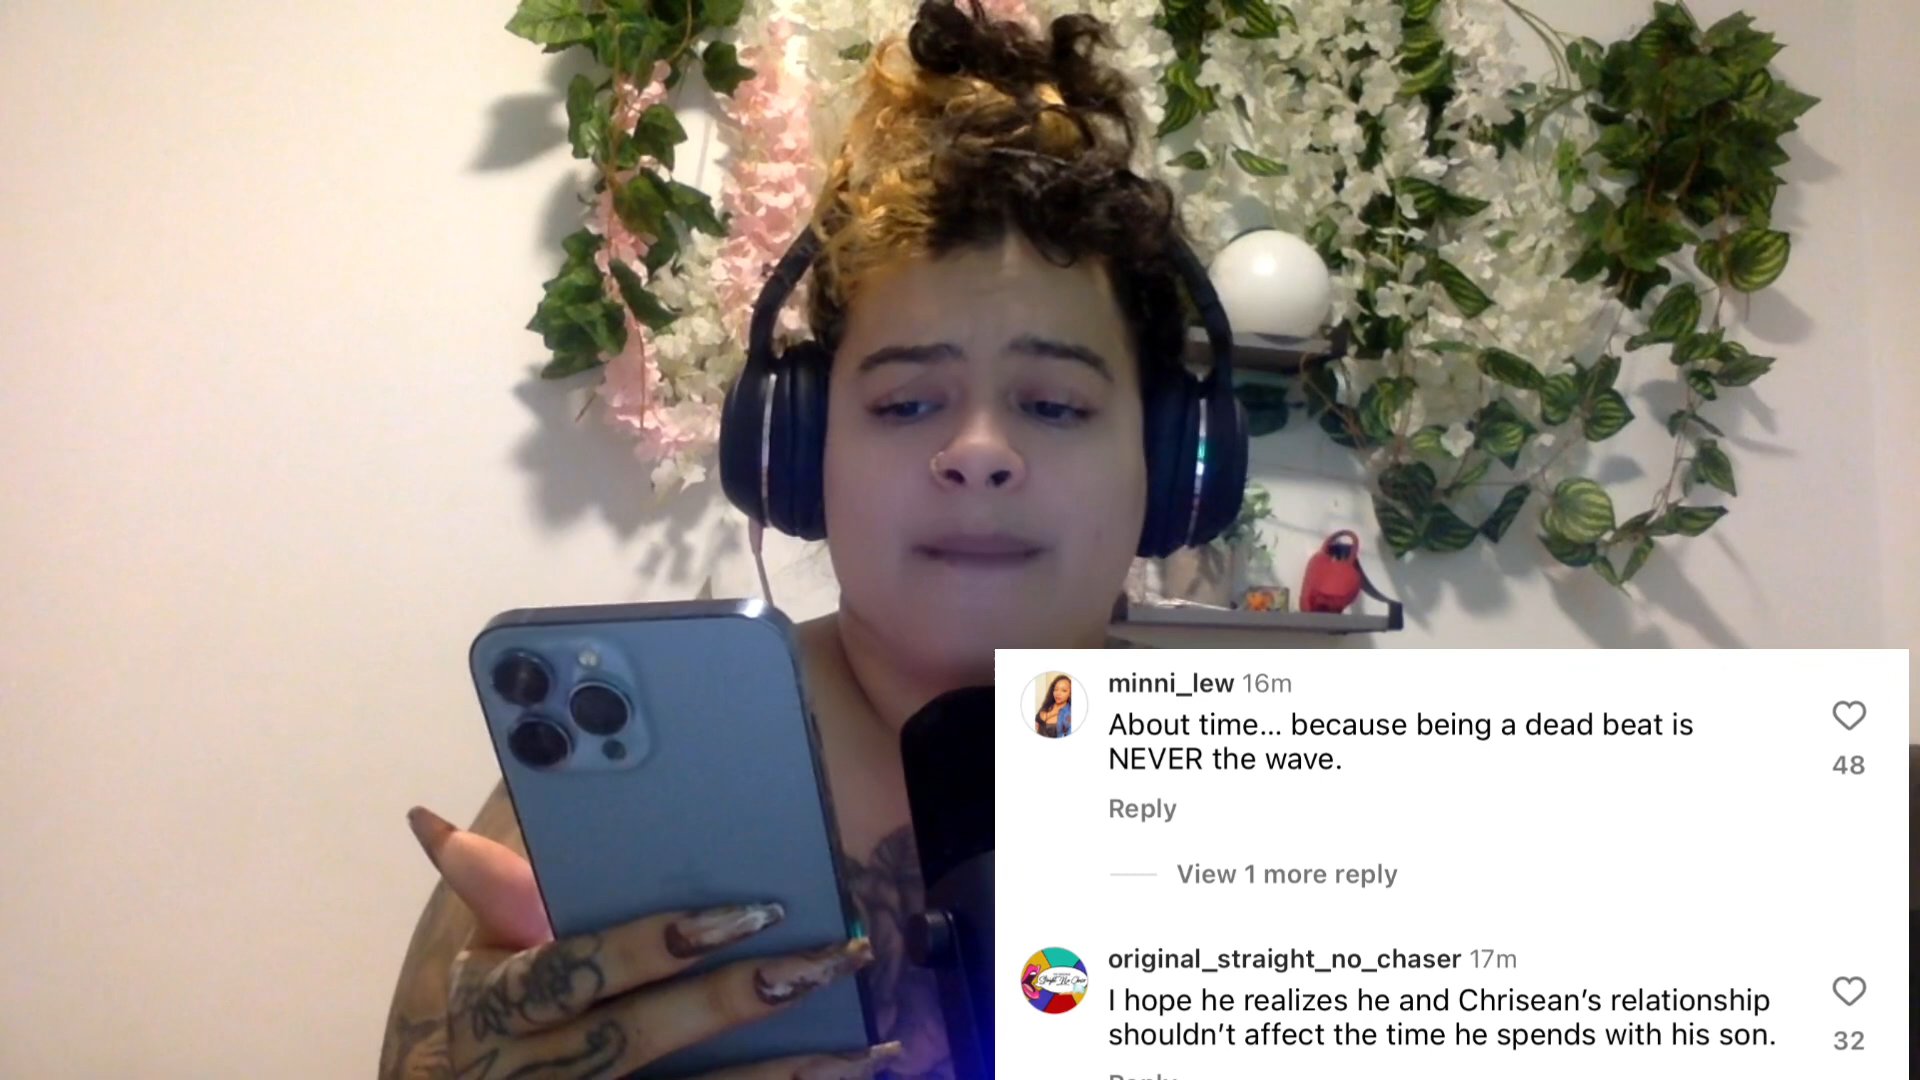 minni_lew 16m
About time... because being a dead beat is
NEVER the wave.
48
Reply
View 1 more reply
original_straight_no_chaser 17m
I hope he realizes he and Chrisean's relationship
shouldn't affect the time he spends with his son.
32
Reply